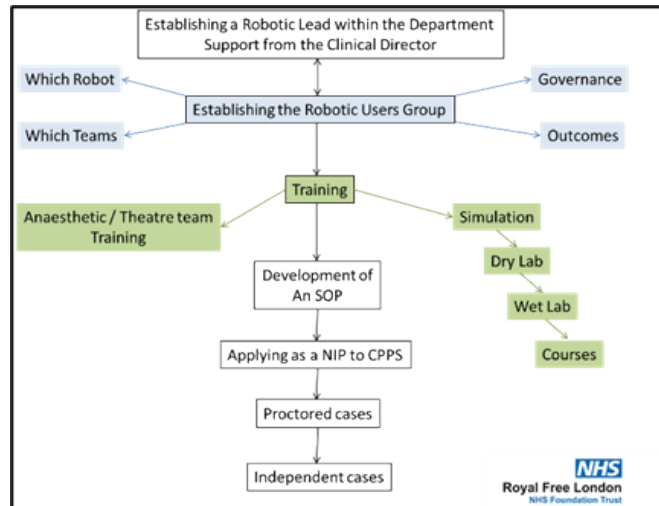 Establishing a Robotic Lead within the Department
Support from the Clinical Director
Which Robot
Governance
Establishing the Robotic Users Group
Which Teams
Outcomes
Training
Anaesthetic / Theatre team
Training
Simulation
Dry Lab
Development of
An SOP
Wet Lab
Applying as a NIP to CPPS
Courses
Proctored cases
Independent cases
NHS
Royal Free London
NHS Foundation Trust